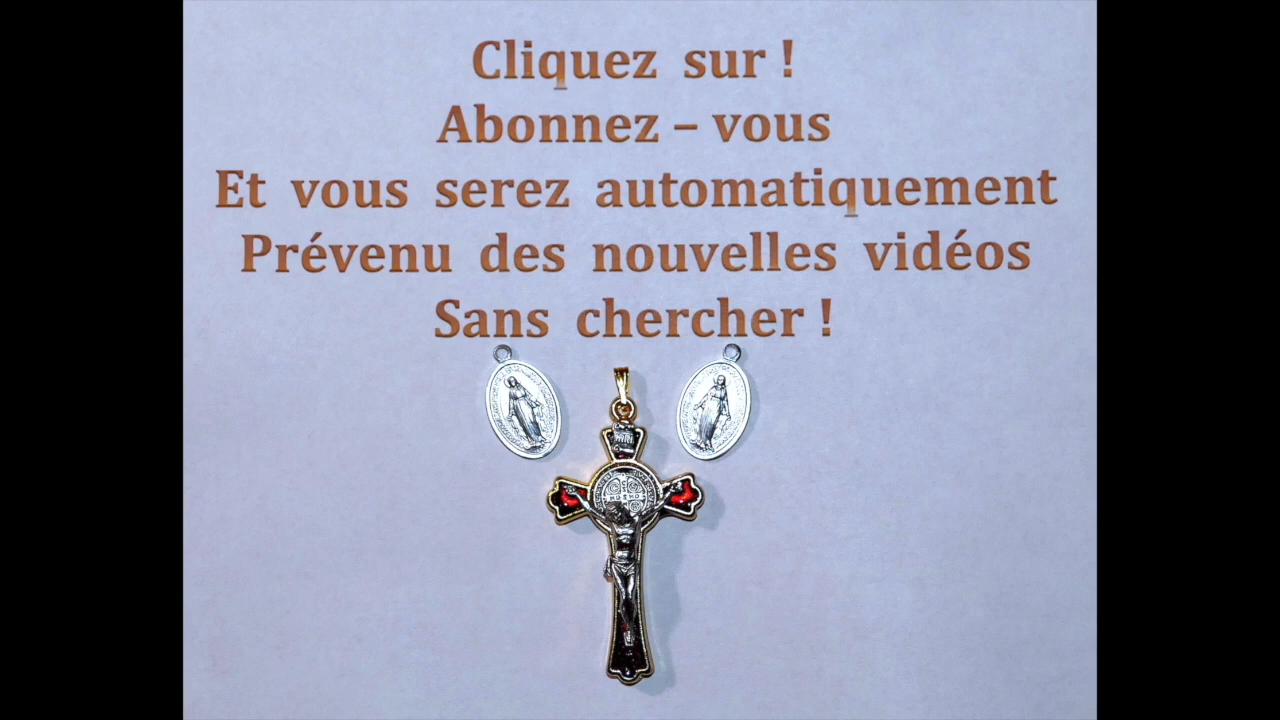 Cliquez sur !
Abonnez – vous
Et vous serez automatiquement
Prévenu des nouvelles vidéos
Sans chercher !